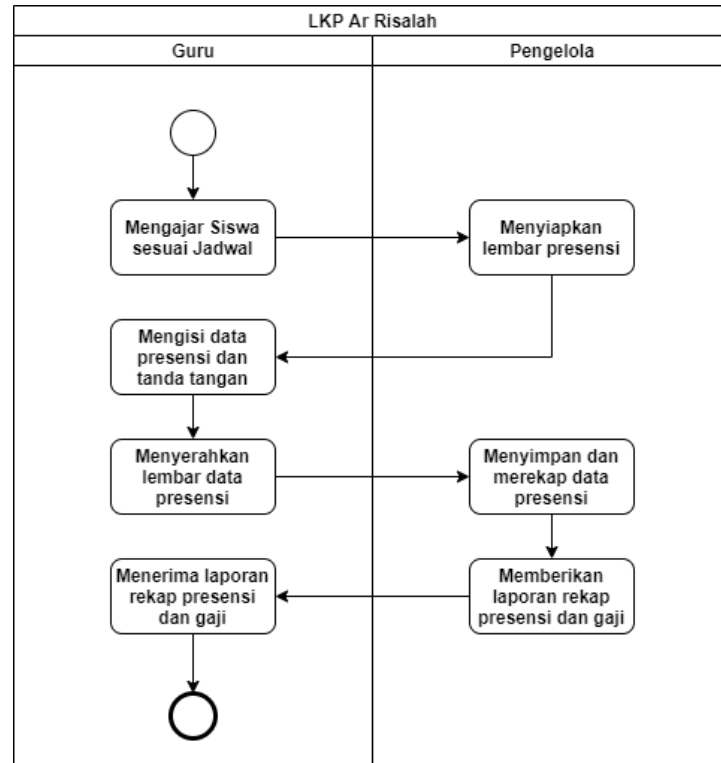 LKP Ar Risalah
Guru
Pengelola
Mengajar Siswa
sesuai Jadwal
Menyiapkan
lembar presensi
Mengisi data
presensi dan
tanda tangan
Menyerahkan
lembar data
presensi
Menyimpan dan
merekap data
presensi
Memberikan
laporan rekap
presensi dan gaji
Menerima laporan
rekap presensi
dan gaji